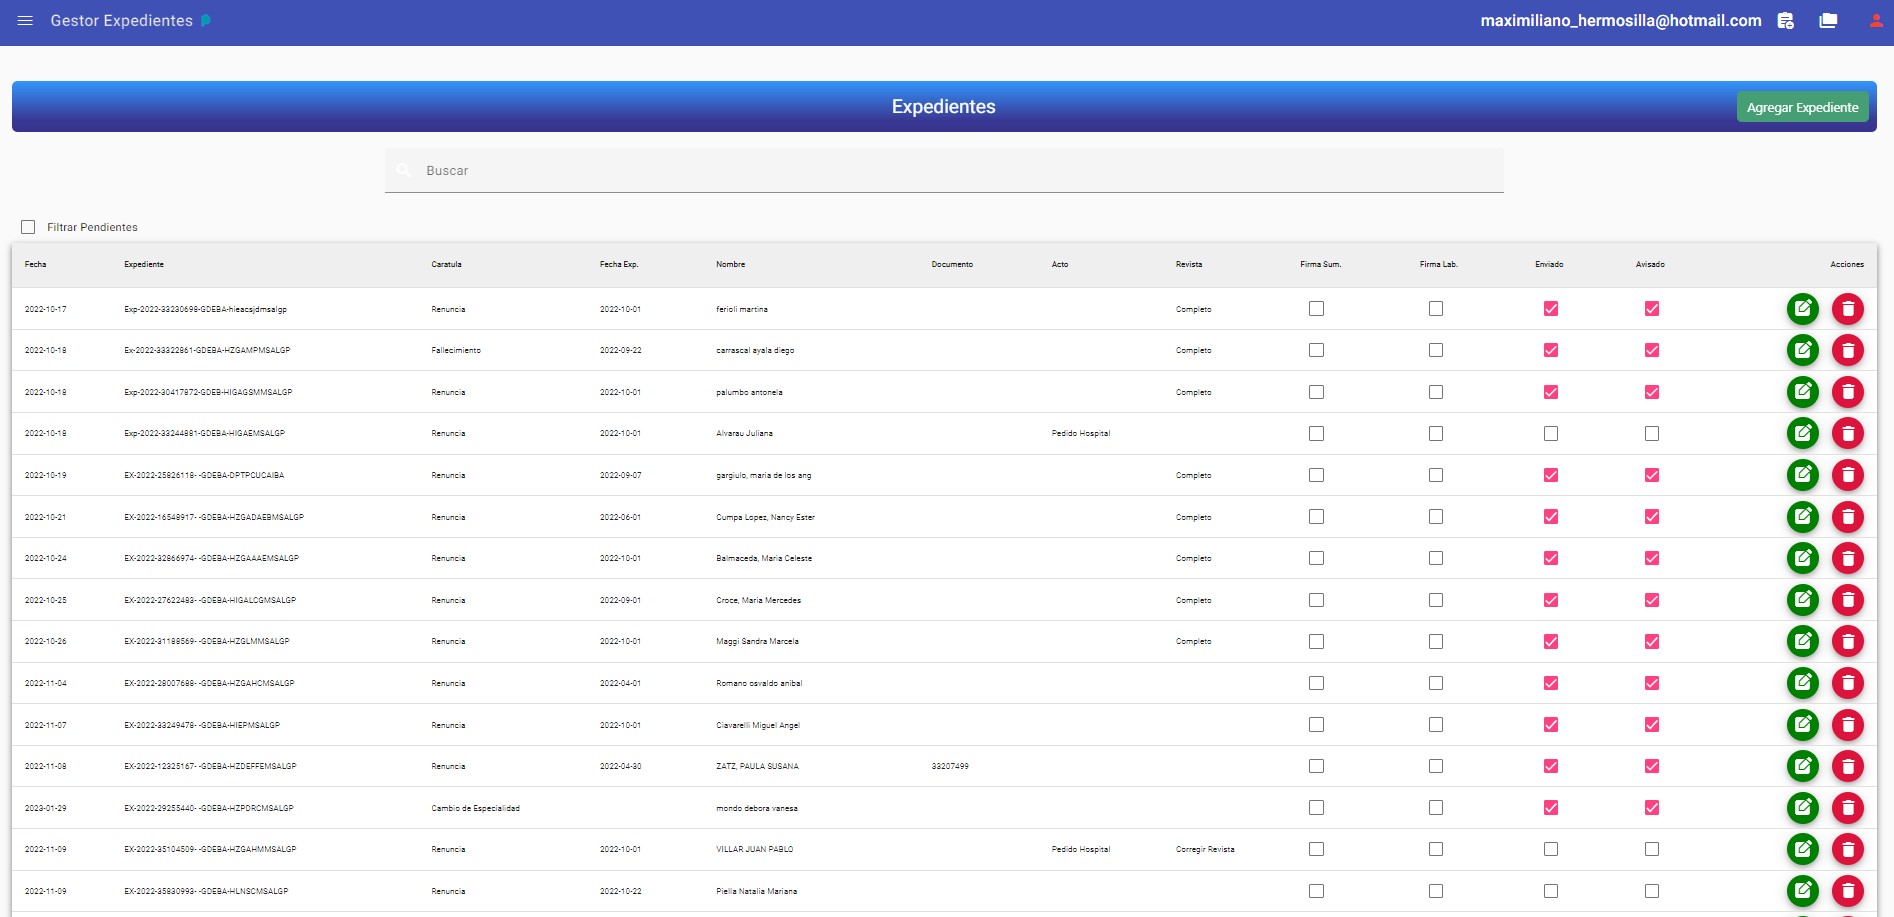 Gestor Expedientes maximiliano_hermosilla@hotmail.com
Expedientes Agregar Expediente
Buscar
Filtrar Pendientes
Fecha Expediente Caratula Fecha Exp. Nombre Documento Acto Revista Firma Sum. Firma Lab. Enviado Avisado Acciones
2022-10-17 Exp-2022-33230698-GDEBA-hieacsjdmsalgp Renuncia 2022-10-01 ferioli martina Completo
2022-10-18 Ex-2022-33322861-GDEBA-HZGAMPMSALGP Fallecimiento 2022-09-22 carrascal ayala diego Completo
2022-10-18 Exp-2022-30417872-GDEB-HIGAGSMMSALGP Renuncia 2022-10-01 palumbo antonela Completo
2022-10-18 Exp-2022-33244881-GDEBA-HIGAEMSALGP Renuncia 2022-10-01 Alvarau Juliana Pedido Hospital
2022-10-19 EX-2022-25826118- -GDEBA-DPTPCUCAIBA Renuncia 2022-09-07 gargiulo, maria de los ang Completo
2022-10-21 EX-2022-16548917- -GDEBA-HZGADAEBMSALGP Renuncia 2022-06-01 Cumpa Lopez, Nancy Ester Completo
2022-10-24 EX-2022-32866974- -GDEBA-HZGAAAEMSALGP Renuncia 2022-10-01 Balmaceda, Maria Celeste Completo
2022-10-25 EX-2022-27622483- -GDEBA-HIGALCGMSALGP Renuncia 2022-09-01 Croce, Maria Mercedes Completo
2022-10-26 EX-2022-31188569- -GDEBA-HZGLMMSALGP Renuncia 2022-10-01 Maggi Sandra Marcela Completo
2022-11-04 EX-2022-28007688- -GDEBA-HZGAHCMSALGP Renuncia 2022-04-01 Romano osvaldo anibal
2022-11-07 EX-2022-33249478- -GDEBA-HIEPMSALGP Renuncia 2022-10-01 Ciavarelli Miguel Angel
2022-11-08 EX-2022-12325167- -GDEBA-HZDEFFEMSALGP Renuncia 2022-04-30 ZATZ, PAULA SUSANA 33207499
2023-01-29 EX-2022-29255440- -GDEBA-HZPDRCMSALGP Cambio de Especialidad mondo debora vanesa
2022-11-09 EX-2022-35104509- -GDEBA-HZGAHMMSALGP Renuncia 2022-10-01 VILLAR JUAN PABLO Pedido Hospital Corregir Revista
2022-11-09 EX-2022-35830993- -GDEBA-HLNSCMSALGP Renuncia 2022-10-22 Piella Natalia Mariana